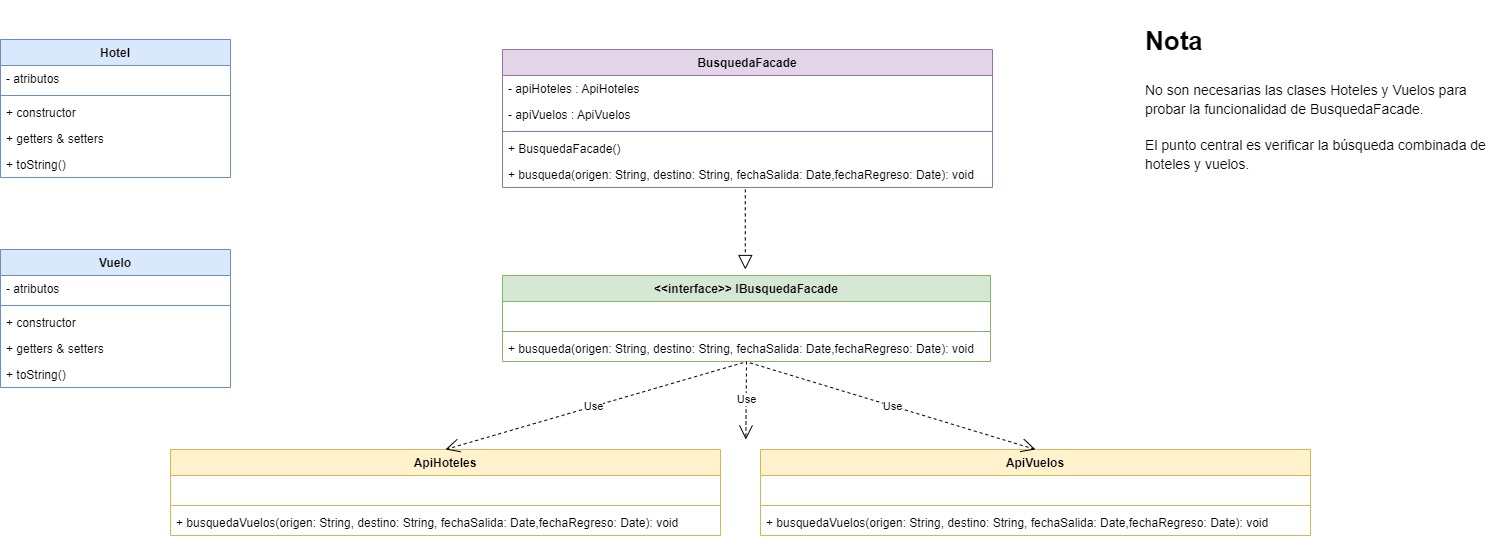 Hotel
- atributos
+ constructor
+ getters & setters
+ toString()
BusquedaFacade
- apiHoteles : ApiHoteles
- apiVuelos : ApiVuelos
+ BusquedaFacade()
+ busqueda(origen: String, destino: String, fechaSalida: Date,fechaRegreso: Date): void
Nota
No son necesarias las clases Hoteles y Vuelos para
probar la funcionalidad de BusquedaFacade.
El punto central es verificar la búsqueda combinada de
hoteles y vuelos.
Vuelo
- atributos
+ constructor
+ getters & setters
+ toString()
<<interface>> IBusquedaFacade
+ busqueda(origen: String, destino: String, fechaSalida: Date,fechaRegreso: Date): void
Use
Use
Use
ApiHoteles
+ busquedaVuelos(origen: String, destino: String, fechaSalida: Date,fechaRegreso: Date): void
ApiVuelos
+ busquedaVuelos(origen: String, destino: String, fechaSalida: Date,fechaRegreso: Date): void